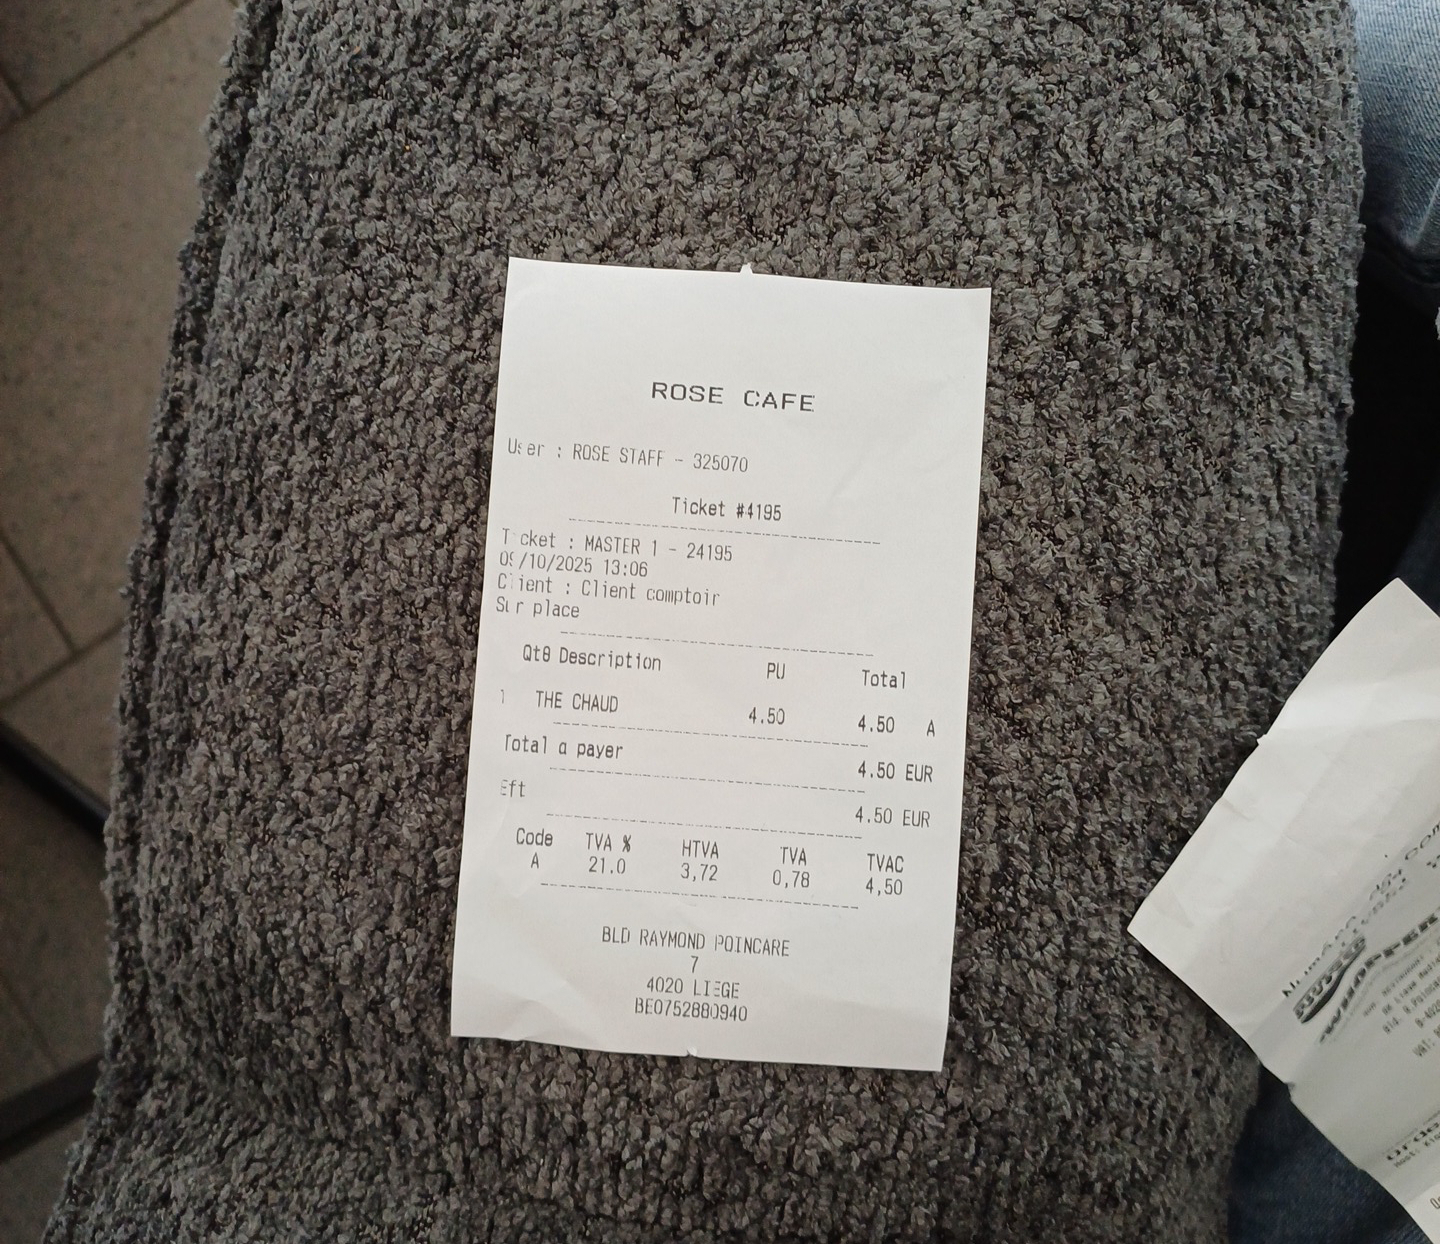 ROSE CAFE
User : ROSE STAFF - 325070
Ticket #4195
Ticket : MASTER 1 - 24195
09/10/2025 13:06
Client : Client comptoir
Sur place
Qt8 Description PU Total
1 THE CHAUD 4.50 4.50 A
Total a payer 4.50 EUR
Eft 4.50 EUR
Code TVA % HTVA TVA TVAC
A 21.0 3,72 0,78 4,50
BLD RAYMOND POINCARE
7
4020 LIEGE
BE0752880940
WHOPPER